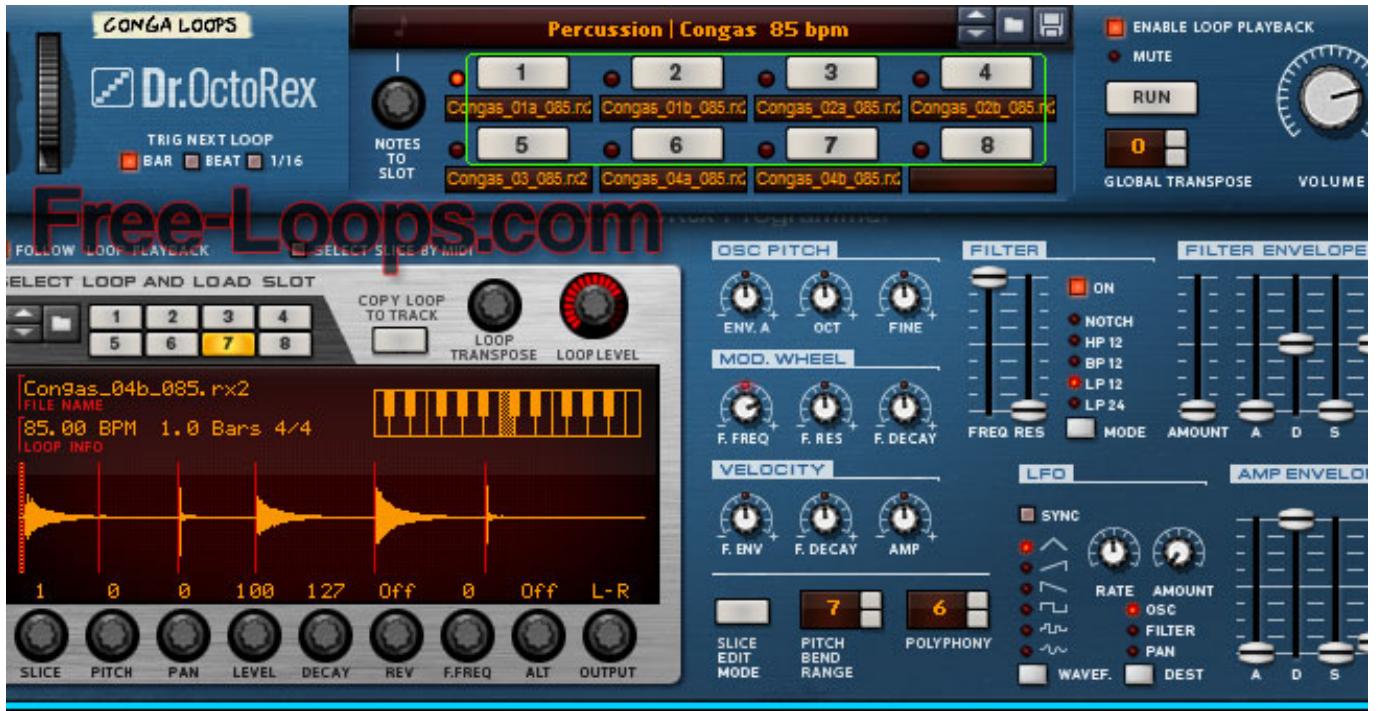 CONGA LOOPS
Percussion | Congas 85 bpm
ENABLE LOOP PLAYBACK
MUTE
Dr.OctoRex
1 2 3 4
RUN
Congas_01a_085.rx2 Congas_01b_085.rx Congas_02a_085.rx Congas_02b_085.rx
TRIG NEXT LOOP
BAR BEAT 1/16
NOTES TO SLOT
5 6 7 8
0
Congas_03_085.rx2 Congas_04a_085.rx Congas_04b_085.rx
GLOBAL TRANSPOSE VOLUME
Free-Loops.com
FOLLOW LOOP PLAYBACK SELECT SLICE BY MIDI
SELECT LOOP AND LOAD SLOT
1 2 3 4
5 6 7 8
COPY LOOP
TO TRACK
LOOP
TRANSPOSE
LOOP LEVEL
Congas_04b_085.rx2
FILE NAME
85.00 BPM 1.0 Bars 4/4
LOOP INFO
1 0 0 100 127 Off 0 Off L-R
SLICE PITCH PAN LEVEL DECAY REV F.FREQ ALT OUTPUT
OSC PITCH
ENV. A OCT FINE
MOD. WHEEL
F. FREQ F. RES F. DECAY
VELOCITY
F. ENV F. DECAY AMP
SLICE
EDIT
MODE
7
PITCH
BEND
RANGE
6
POLYPHONY
FILTER
ON
NOTCH
HP 12
BP 12
LP 12
LP 24
FREQ RES MODE
FILTER ENVELOPE
AMOUNT A D S
LFO
SYNC
RATE AMOUNT
OSC
FILTER
PAN
WAVEF. DEST
AMP ENVELO
A D S